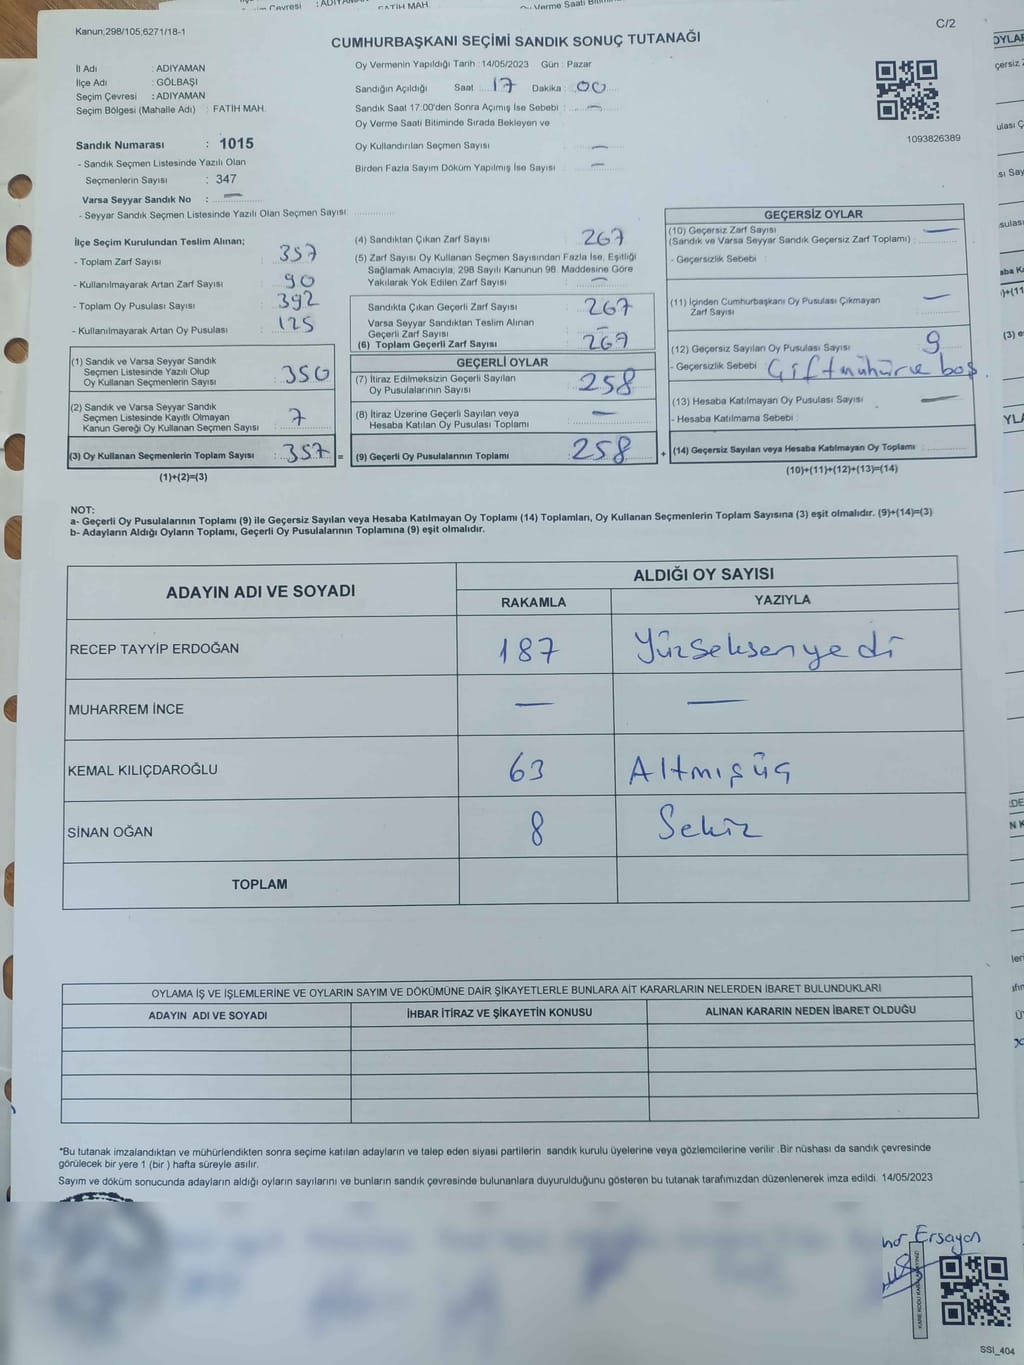 Kanun;298/105;6271/18-1
C/2
CUMHURBAŞKANI SEÇİMİ SANDIK SONUÇ TUTANAĞI
İl Adı : ADIYAMAN
İlçe Adı : GÖLBAŞI
Seçim Çevresi : ADIYAMAN
Seçim Bölgesi (Mahalle Adı) : FATİH MAH.
Sandık Numarası : 1015
- Sandık Seçmen Listesinde Yazılı Olan
Seçmenlerin Sayısı : 347
Varsa Seyyar Sandık No : —
- Seyyar Sandık Seçmen Listesinde Yazılı Olan Seçmen Sayısı:
Oy Vermenin Yapıldığı Tarih : 14/05/2023 Gün : Pazar
Sandığın Açıldığı Saat 17 Dakika : 00
Sandık Saat 17:00'den Sonra Açılmış İse Sebebi : —
Oy Verme Saati Bitiminde Sırada Bekleyen ve
Oy Kullandırılan Seçmen Sayısı : —
Birden Fazla Sayım Döküm Yapılmış İse Sayısı : —
1093826389
İlçe Seçim Kurulundan Teslim Alınan;
- Toplam Zarf Sayısı : 357
- Kullanılmayarak Artan Zarf Sayısı : 90
- Toplam Oy Pusulası Sayısı : 392
- Kullanılmayarak Artan Oy Pusulası : 125
(1) Sandık ve Varsa Seyyar Sandık
Seçmen Listesinde Yazılı Olup
Oy Kullanan Seçmenlerin Sayısı : 350
(2) Sandık ve Varsa Seyyar Sandık
Seçmen Listesinde Kayıtlı Olmayan
Kanun Gereği Oy Kullanan Seçmen Sayısı : 7
(3) Oy Kullanan Seçmenlerin Toplam Sayısı : 357 =
(1)+(2)=(3)
(4) Sandıktan Çıkan Zarf Sayısı : 267
(5) Zarf Sayısı Oy Kullanan Seçmen Sayısından Fazla İse, Eşitliği
Sağlamak Amacıyla; 298 Sayılı Kanunun 98. Maddesine Göre
Yakılarak Yok Edilen Zarf Sayısı : —
Sandıkta Çıkan Geçerli Zarf Sayısı : 267
Varsa Seyyar Sandıktan Teslim Alınan
Geçerli Zarf Sayısı : —
(6) Toplam Geçerli Zarf Sayısı : 267
GEÇERLİ OYLAR
(7) İtiraz Edilmeksizin Geçerli Sayılan
Oy Pusulalarının Sayısı : 258
(8) İtiraz Üzerine Geçerli Sayılan veya
Hesaba Katılan Oy Pusulası Toplamı : —
(9) Geçerli Oy Pusulalarının Toplamı : 258 +
GEÇERSİZ OYLAR
(10) Geçersiz Zarf Sayısı
(Sandık ve Varsa Seyyar Sandık Geçersiz Zarf Toplamı) : —
- Geçersizlik Sebebi :
(11) İçinden Cumhurbaşkanı Oy Pusulası Çıkmayan
Zarf Sayısı : —
(12) Geçersiz Sayılan Oy Pusulası Sayısı : 9
- Geçersizlik Sebebi : Çift mühür ve boş.
(13) Hesaba Katılmayan Oy Pusulası Sayısı : —
- Hesaba Katılmama Sebebi :
(14) Geçersiz Sayılan veya Hesaba Katılmayan Oy Toplamı :
(10)+(11)+(12)+(13)=(14)
NOT:
a- Geçerli Oy Pusulalarının Toplamı (9) ile Geçersiz Sayılan veya Hesaba Katılmayan Oy Toplamı (14) Toplamları, Oy Kullanan Seçmenlerin Toplam Sayısına (3) eşit olmalıdır. (9)+(14)=(3)
b- Adayların Aldığı Oyların Toplamı, Geçerli Oy Pusulalarının Toplamına (9) eşit olmalıdır.
ADAYIN ADI VE SOYADI
ALDIĞI OY SAYISI
RAKAMLA YAZIYLA
RECEP TAYYİP ERDOĞAN 187 Yüzseksenyedi
MUHARREM İNCE — —
KEMAL KILIÇDAROĞLU 63 Altmışüç
SİNAN OĞAN 8 Sekiz
TOPLAM
OYLAMA İŞ VE İŞLEMLERİNE VE OYLARIN SAYIM VE DÖKÜMÜNE DAİR ŞİKAYETLERLE BUNLARA AİT KARARLARIN NELERDEN İBARET BULUNDUKLARI
ADAYIN ADI VE SOYADI İHBAR İTİRAZ VE ŞİKAYETİN KONUSU ALINAN KARARIN NEDEN İBARET OLDUĞU
*Bu tutanak imzalandıktan ve mühürlendikten sonra seçime katılan adayların ve talep eden siyasi partilerin sandık kurulu üyelerine veya gözlemcilerine verilir .Bir nüshası da sandık çevresinde
görülecek bir yere 1 (bir ) hafta süreyle asılır.
Sayım ve döküm sonucunda adayların aldığı oyların sayılarını ve bunların sandık çevresinde bulunanlara duyurulduğunu gösteren bu tutanak tarafımızdan düzenlenerek imza edildi. 14/05/2023
Ersayan
SSI_404